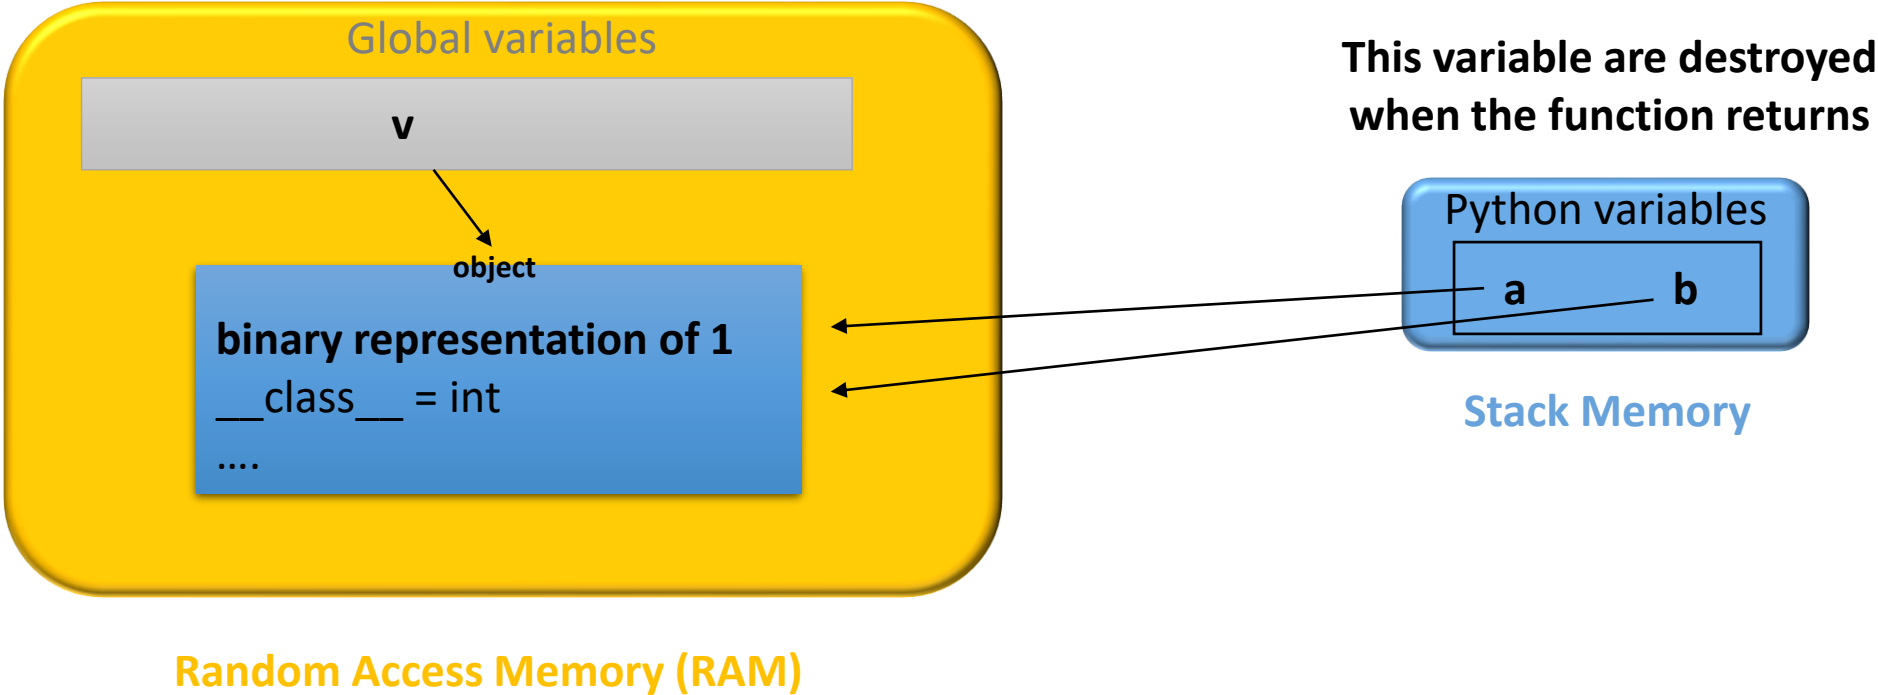 Global variables
v
object
binary representation of 1
__class__ = int
....
Random Access Memory (RAM)
This variable are destroyed
when the function returns
Python variables
a b
Stack Memory